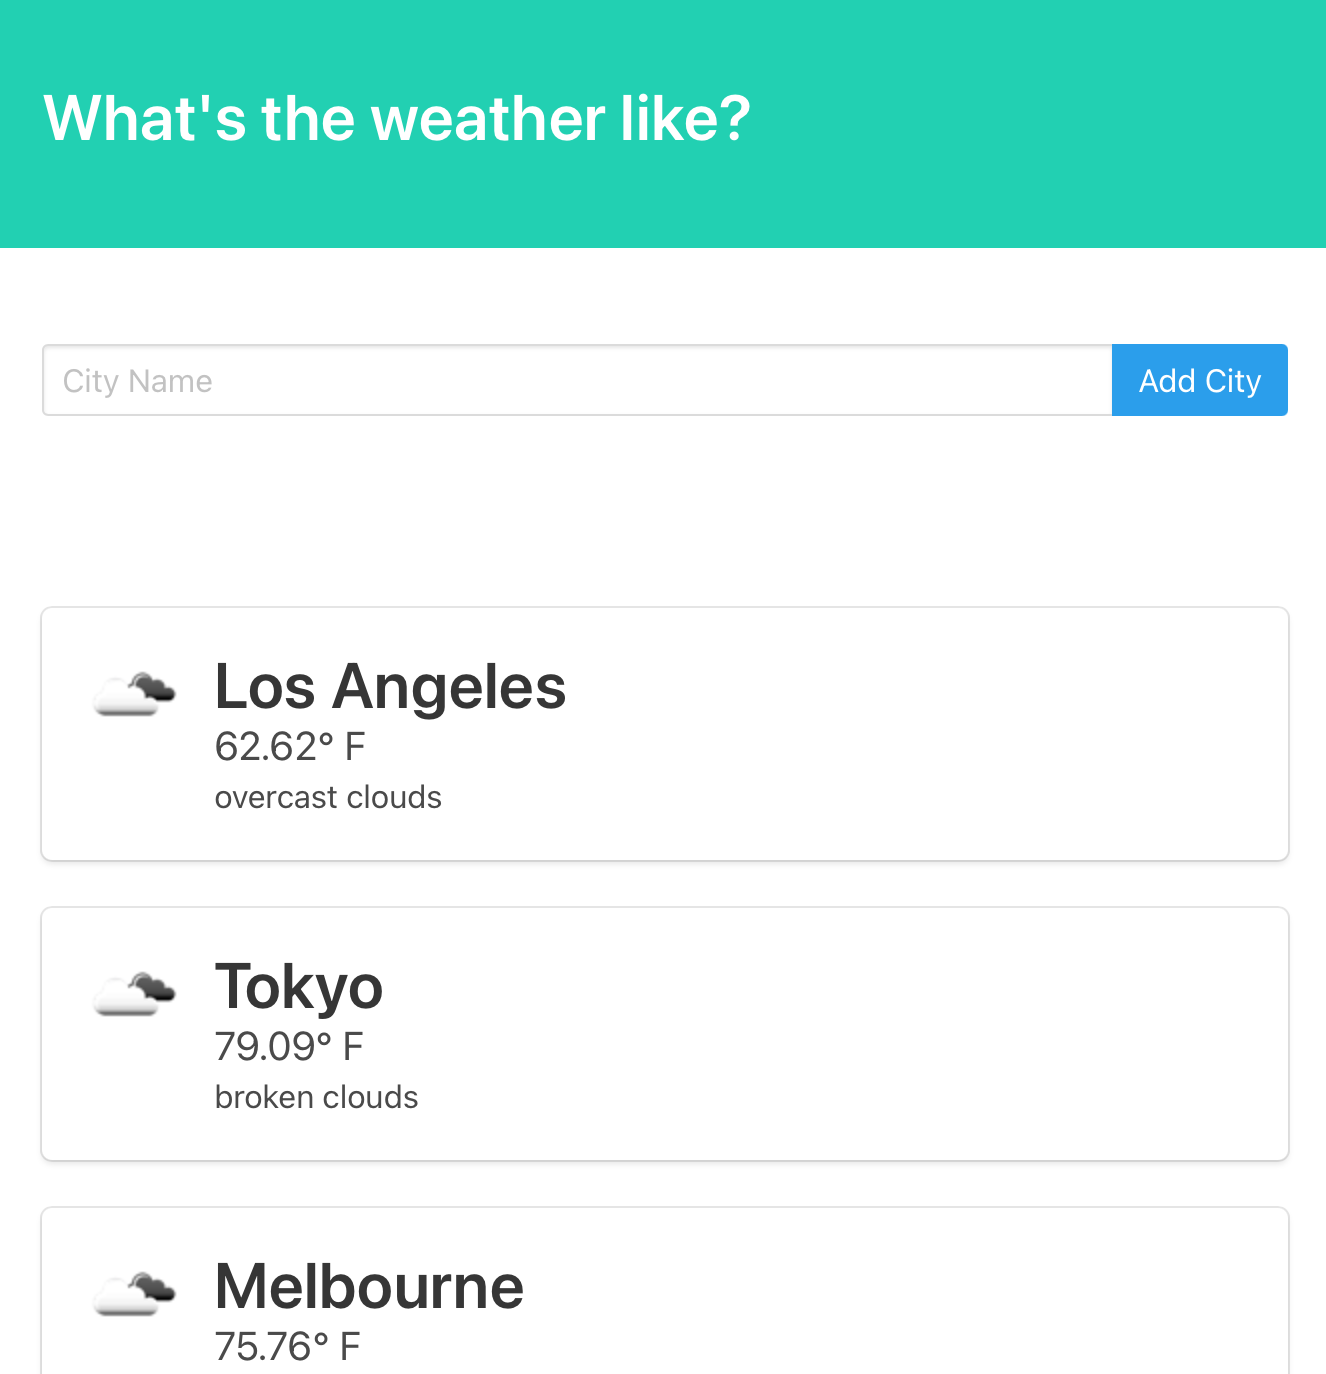 What's the weather like?
City Name
Add City
Los Angeles
62.62° F
overcast clouds
Tokyo
79.09° F
broken clouds
Melbourne
75.76° F